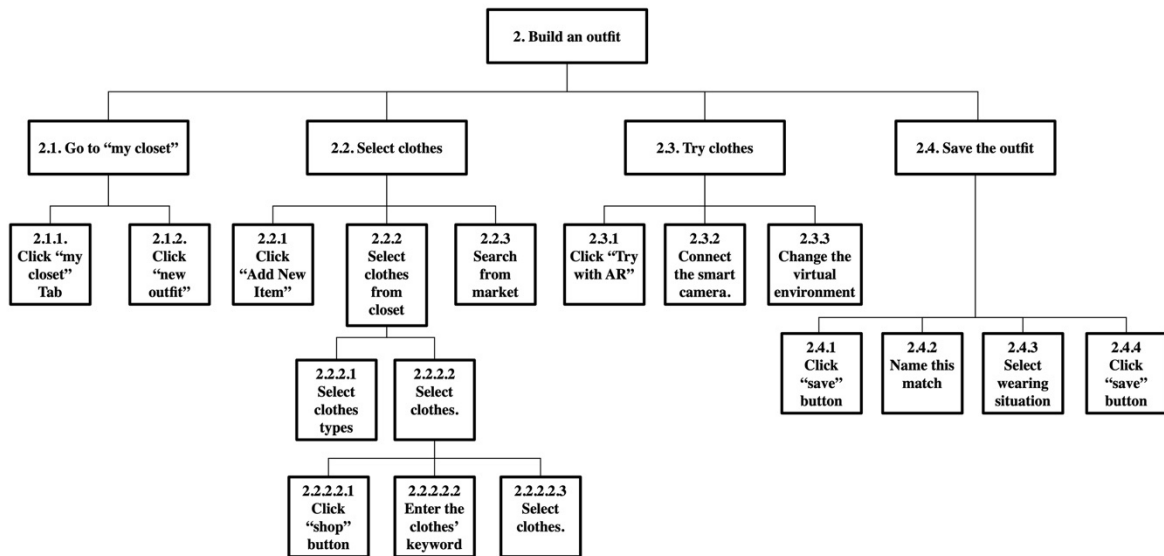 2. Build an outfit
2.1. Go to “my closet”
2.2. Select clothes
2.3. Try clothes
2.4. Save the outfit
2.1.1.
Click “my
closet”
Tab
2.1.2.
Click
“new
outfit”
2.2.1
Click
“Add New
Item”
2.2.2
Select
clothes
from
closet
2.2.3
Search
from
market
2.3.1
Click “Try
with AR”
2.3.2
Connect
the smart
camera.
2.3.3
Change the
virtual
environment
2.4.1
Click
“save”
button
2.4.2
Name this
match
2.4.3
Select
wearing
situation
2.4.4
Click
“save”
button
2.2.2.1
Select
clothes
types
2.2.2.2
Select
clothes.
2.2.2.2.1
Click
“shop”
button
2.2.2.2.2
Enter the
clothes’
keyword
2.2.2.2.3
Select
clothes.